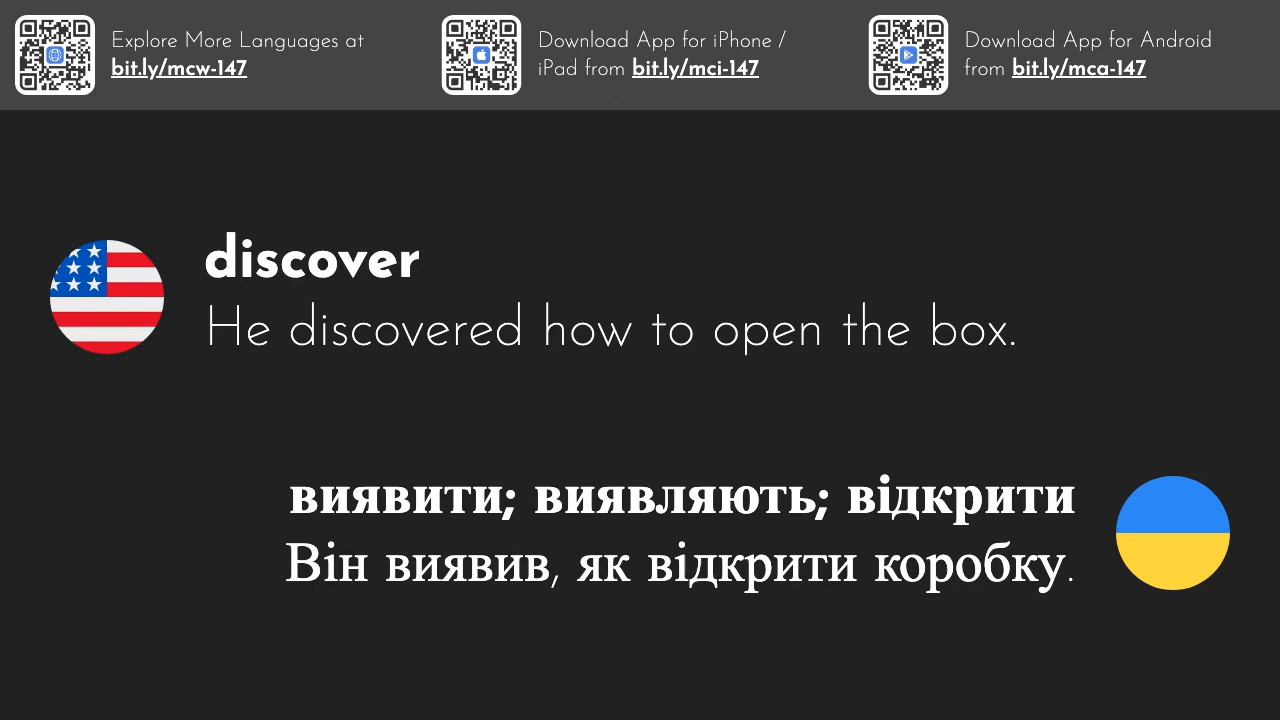 Explore More Languages at
bit.ly/mcw-147
Download App for iPhone /
iPad from bit.ly/mci-147
Download App for Android
from bit.ly/mca-147
discover
He discovered how to open the box.
виявити; виявляють; відкрити
Він виявив, як відкрити коробку.